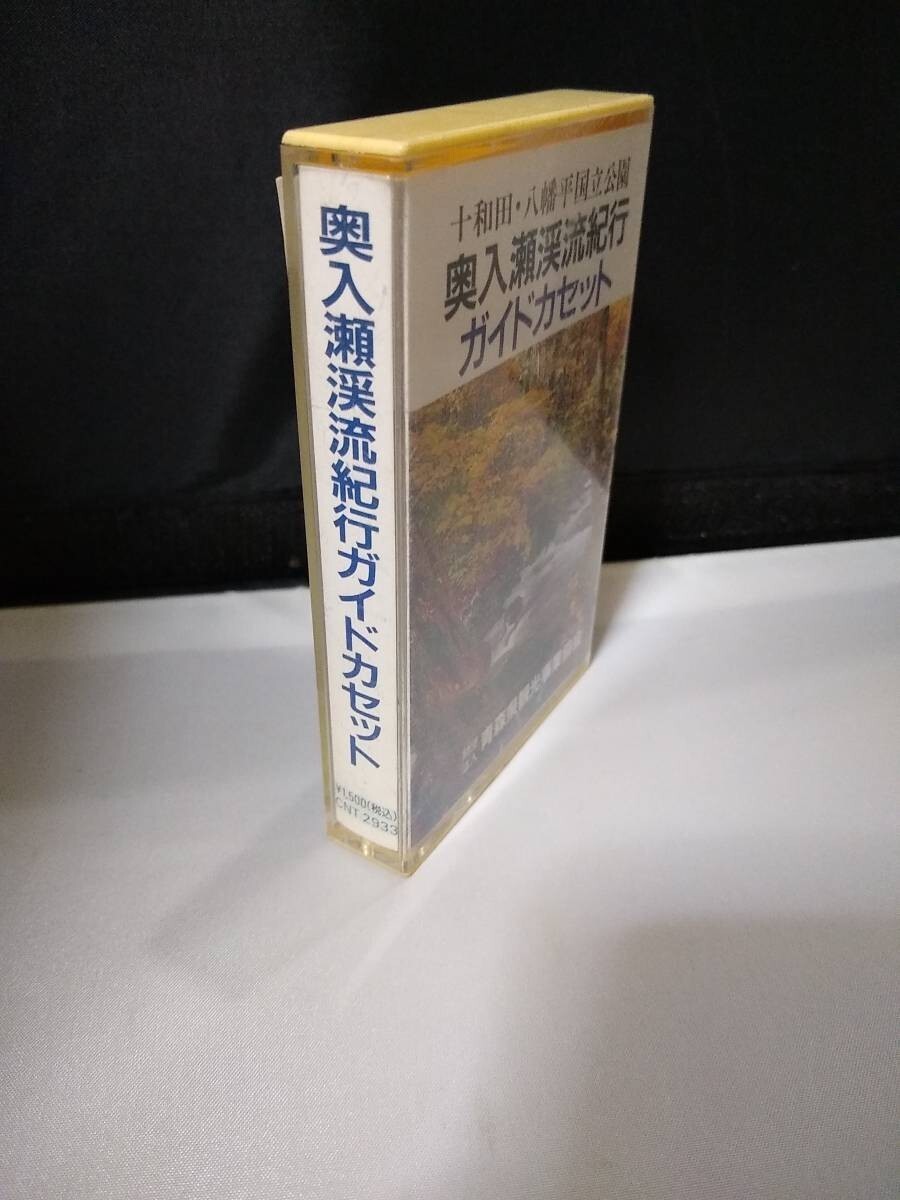 奥入瀬渓流紀行ガイドカセット
¥1,500(税込)
CNT 2933
十和田・八幡平国立公園
奥入瀬渓流紀行
ガイドカセット